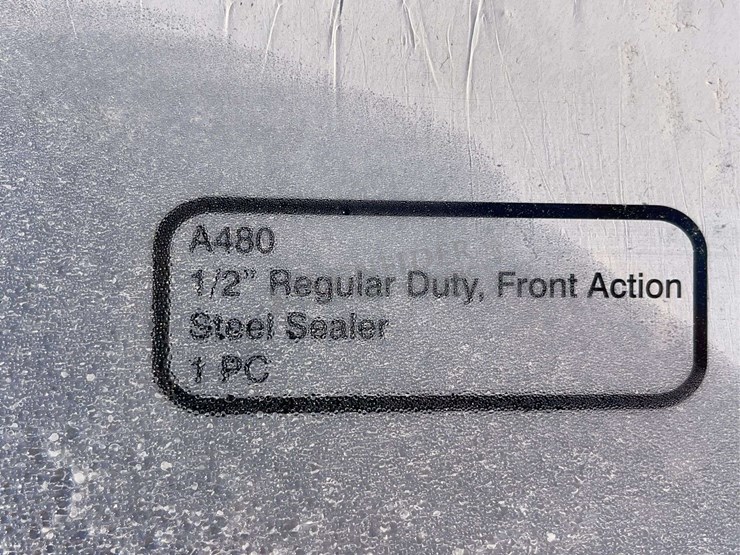 A480
1/2" Regular Duty, Front Action
Steel Sealer
1 PC